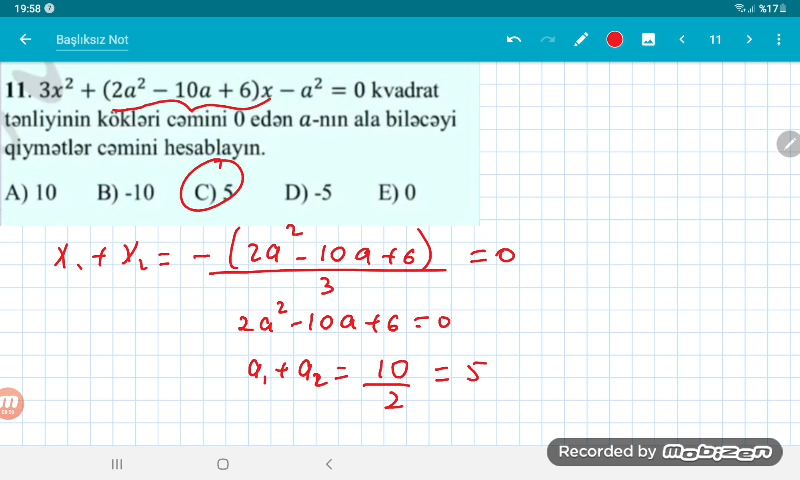 19:58
%17
Başlıksız Not
11
11. 3x² + (2a² − 10a + 6)x − a² = 0 kvadrat
tənliyinin kökləri cəmini 0 edən a-nın ala biləcəyi
qiymətlər cəmini hesablayın.
A) 10 B) -10 C) 5 D) -5 E) 0
x₁ + x₂ = −(2a² − 10a + 6)/3 = 0
2a² − 10a + 6 = 0
a₁ + a₂ = 10/2 = 5
Recorded by mobizen